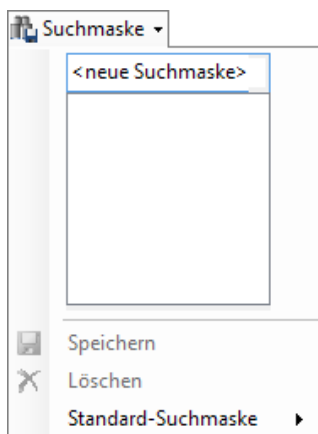 Suchmaske
<neue Suchmaske>
Speichern
Löschen
Standard-Suchmaske